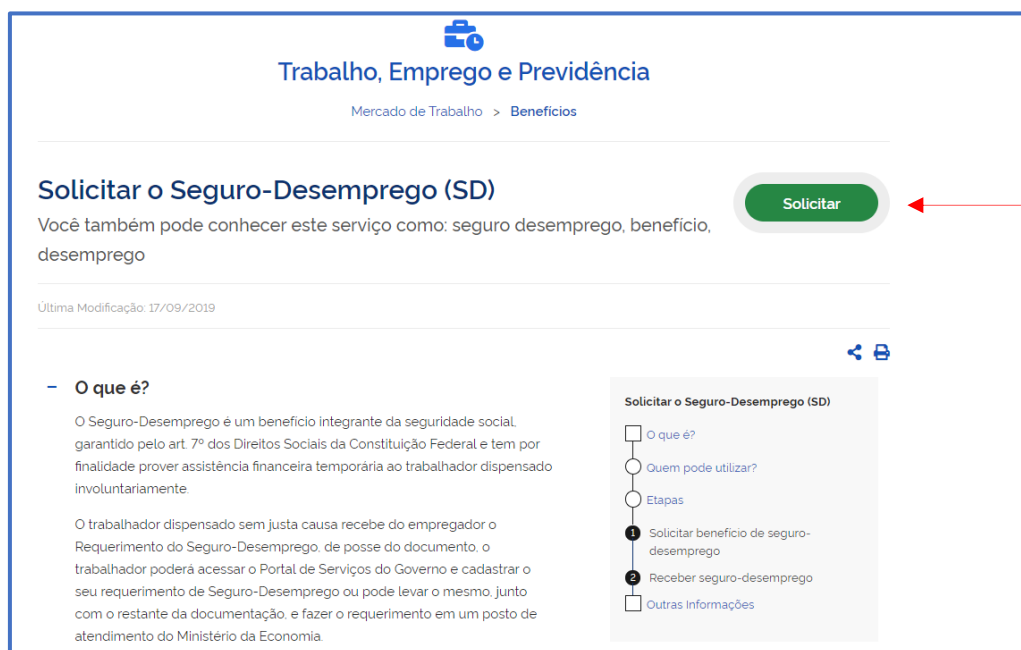 Trabalho, Emprego e Previdência
Mercado de Trabalho > Benefícios
Solicitar o Seguro-Desemprego (SD)
Solicitar
Você também pode conhecer este serviço como: seguro desemprego, benefício,
desemprego
Última Modificação: 17/09/2019
− O que é?
O Seguro-Desemprego é um benefício integrante da seguridade social,
garantido pelo art. 7º dos Direitos Sociais da Constituição Federal e tem por
finalidade prover assistência financeira temporária ao trabalhador dispensado
involuntariamente.
O trabalhador dispensado sem justa causa recebe do empregador o
Requerimento do Seguro-Desemprego, de posse do documento, o
trabalhador poderá acessar o Portal de Serviços do Governo e cadastrar o
seu requerimento de Seguro-Desemprego ou pode levar o mesmo, junto
com o restante da documentação, e fazer o requerimento em um posto de
atendimento do Ministério da Economia.
Solicitar o Seguro-Desemprego (SD)
O que é?
Quem pode utilizar?
Etapas
1 Solicitar benefício de seguro-
desemprego
2 Receber seguro-desemprego
Outras Informações